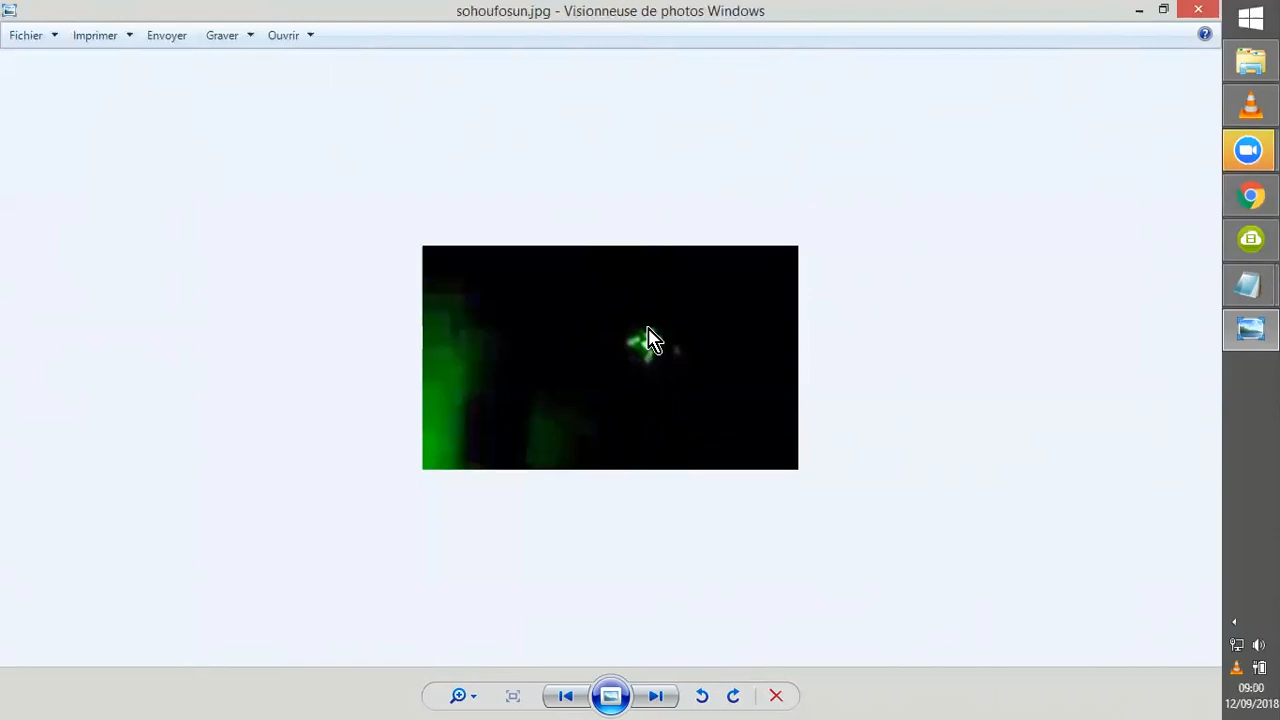 sohoufosun.jpg - Visionneuse de photos Windows
Fichier Imprimer Envoyer Graver Ouvrir
09:00
12/09/2018